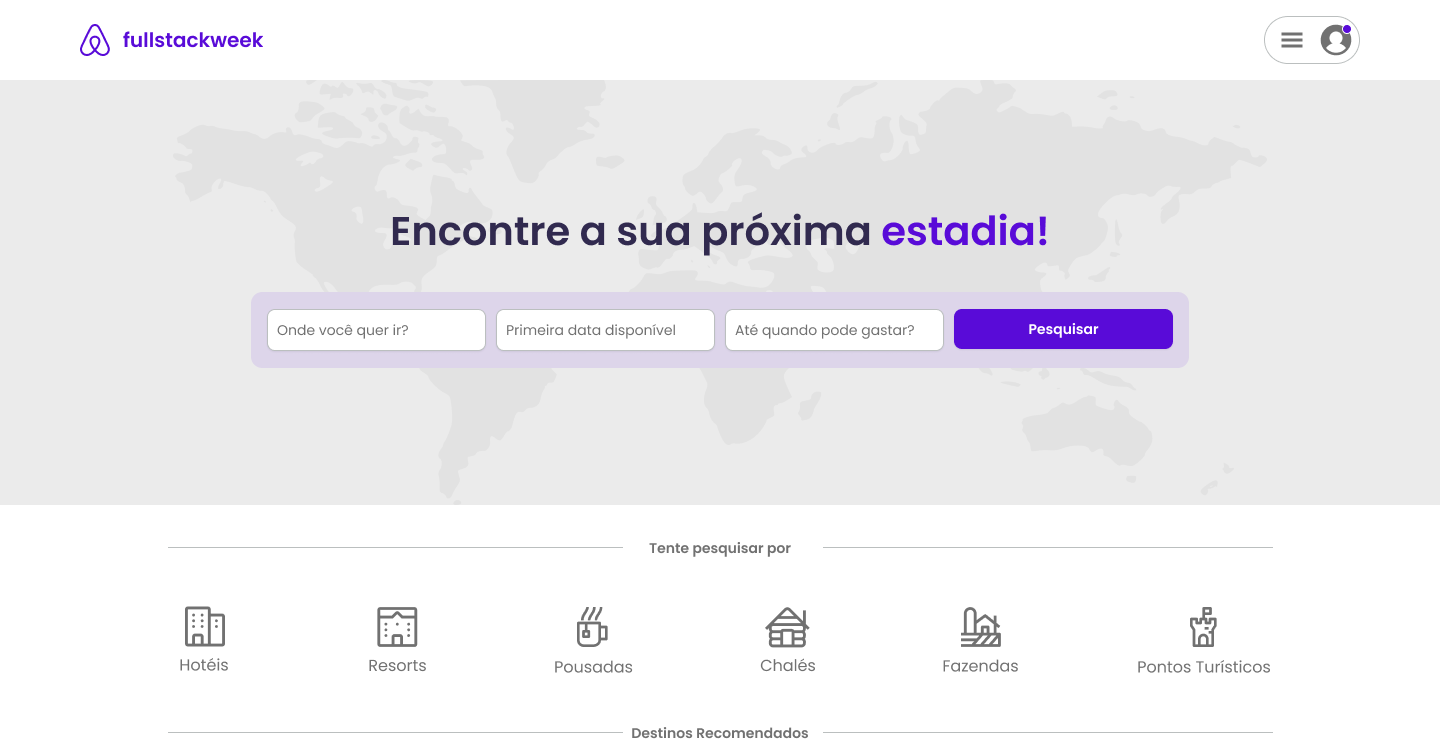 fullstackweek
Encontre a sua próxima estadia!
Onde você quer ir?
Primeira data disponível
Até quando pode gastar?
Pesquisar
Tente pesquisar por
Hotéis
Resorts
Pousadas
Chalés
Fazendas
Pontos Turísticos
Destinos Recomendados